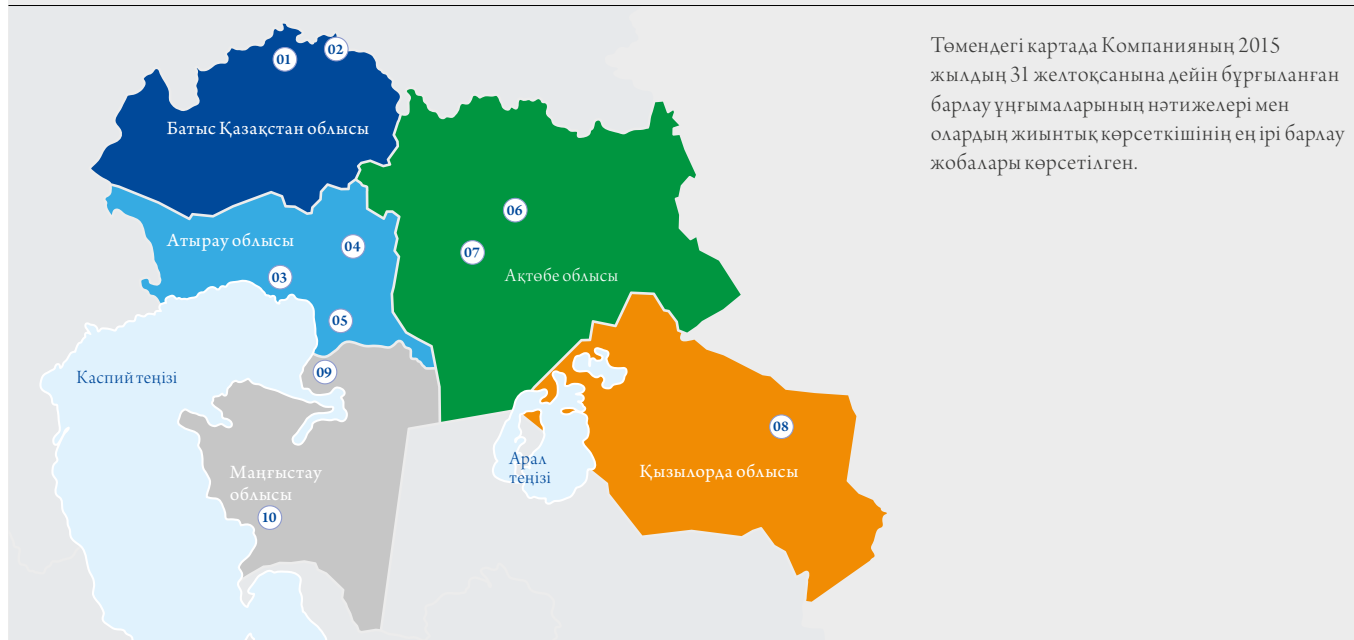 Төмендегі картада Компанияның 2015
жылдың 31 желтоқсанына дейін бұрғыланған
барлау ұңғымаларының нәтижелері мен
олардың жиынтық көрсеткішінің ең ірі барлау
жобалары көрсетілген.
01
02
Батыс Қазақстан облысы
06
Атырау облысы
04
07
03
Ақтөбе облысы
05
Каспий теңізі
09
08
Арал
теңізі
Қызылорда облысы
Маңғыстау
облысы
10